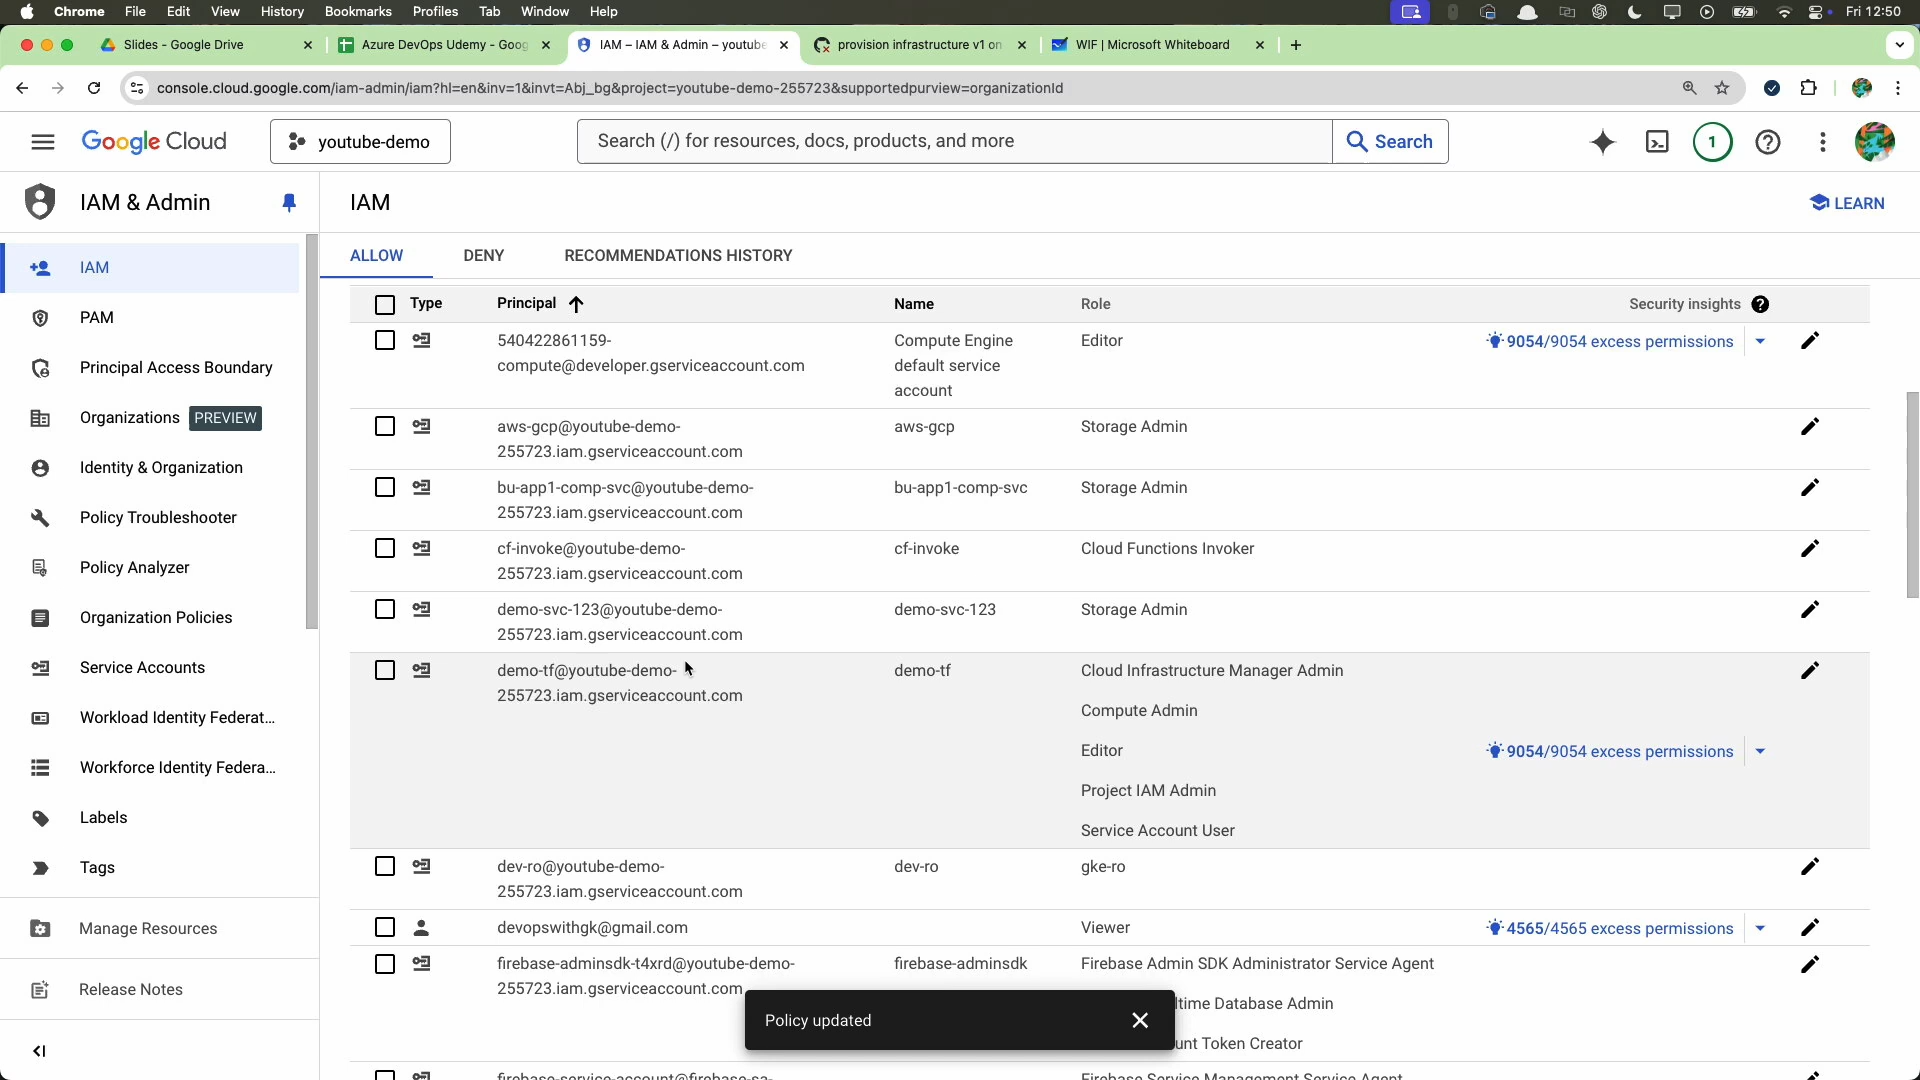 Chrome File Edit View History Bookmarks Profiles Tab Window Help Fri 12:50
Slides - Google Drive Azure DevOps Udemy - Goog IAM – IAM & Admin – youtube provision infrastructure v1 on WIF | Microsoft Whiteboard
console.cloud.google.com/iam-admin/iam?hl=en&inv=1&invt=Abj_bg&project=youtube-demo-255723&supportedpurview=organizationId
Google Cloud youtube-demo Search (/) for resources, docs, products, and more Search 1
IAM & Admin
IAM
PAM
Principal Access Boundary
Organizations PREVIEW
Identity & Organization
Policy Troubleshooter
Policy Analyzer
Organization Policies
Service Accounts
Workload Identity Federat...
Workforce Identity Federa...
Labels
Tags
Manage Resources
Release Notes
IAM LEARN
ALLOW DENY RECOMMENDATIONS HISTORY
Type Principal Name Role Security insights
540422861159- Compute Engine Editor 9054/9054 excess permissions
compute@developer.gserviceaccount.com default service
account
aws-gcp@youtube-demo- aws-gcp Storage Admin
255723.iam.gserviceaccount.com
bu-app1-comp-svc@youtube-demo- bu-app1-comp-svc Storage Admin
255723.iam.gserviceaccount.com
cf-invoke@youtube-demo- cf-invoke Cloud Functions Invoker
255723.iam.gserviceaccount.com
demo-svc-123@youtube-demo- demo-svc-123 Storage Admin
255723.iam.gserviceaccount.com
demo-tf@youtube-demo- demo-tf Cloud Infrastructure Manager Admin
255723.iam.gserviceaccount.com
Compute Admin
Editor 9054/9054 excess permissions
Project IAM Admin
Service Account User
dev-ro@youtube-demo- dev-ro gke-ro
255723.iam.gserviceaccount.com
devopswithgk@gmail.com Viewer 4565/4565 excess permissions
firebase-adminsdk-t4xrd@youtube-demo- firebase-adminsdk Firebase Admin SDK Administrator Service Agent
255723.iam.gserviceaccount.com
ltime Database Admin
Policy updated
unt Token Creator
firebase-service-account@firebase-sa- Firebase Service Management Service Agent